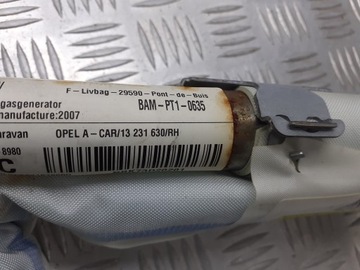 F - Livbag - 29590 - Pont - de - Buis
gasgenerator BAM-PT1-0635
manufacture:2007
aravan OPEL A-CAR/13 231 630/RH
8980
C